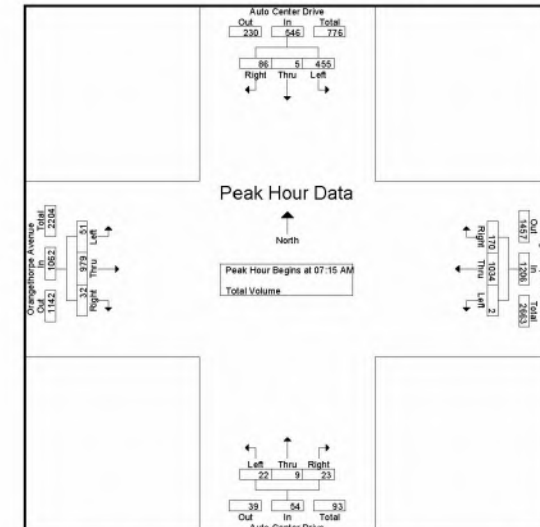 Auto Center Drive
Out In Total
230 546 776
86 5 455
Right Thru Left
Peak Hour Data
North
Peak Hour Begins at 07:15 AM
Total Volume
Orangethorpe Avenue
Out In Total
1142 1062 2204
32 979 51
Right Thru Left
Right Thru Left
170 1034 2
Out In Total
1457 1206 2663
Left Thru Right
22 9 23
39 54 93
Out In Total
Auto Center Drive